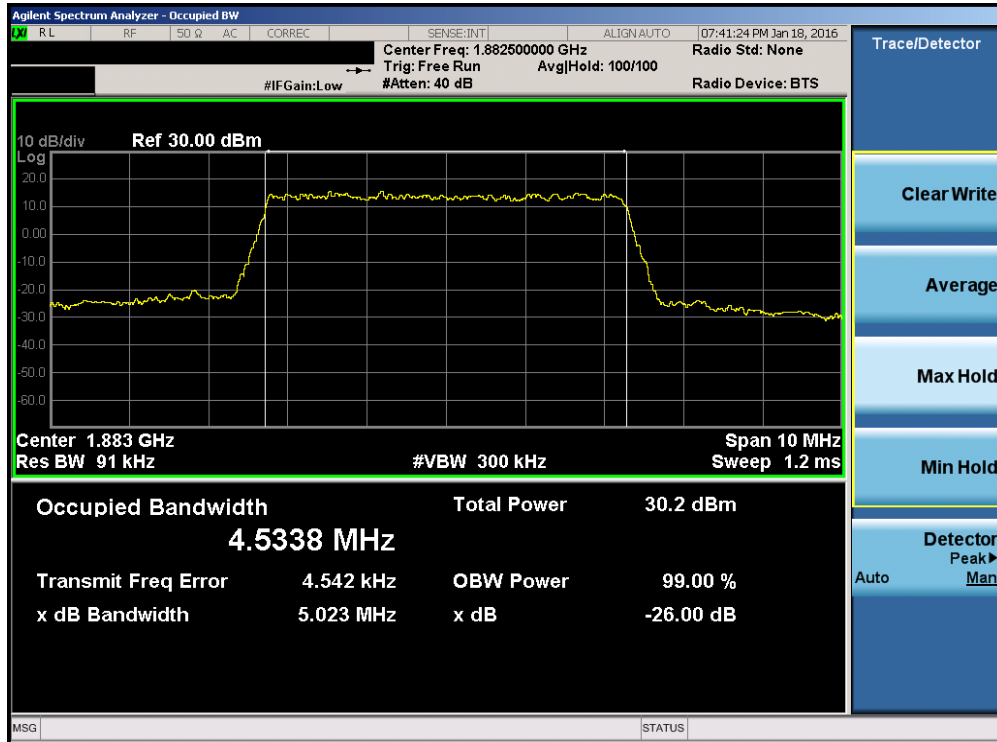 Agilent Spectrum Analyzer - Occupied BW
LXI RL RF 50 Ω AC CORREC SENSE:INT ALIGN AUTO 07:41:24 PM Jan 18, 2016
Center Freq: 1.882500000 GHz Radio Std: None
Trig: Free Run Avg|Hold: 100/100
#IFGain:Low #Atten: 40 dB Radio Device: BTS
Trace/Detector
10 dB/div Ref 30.00 dBm
Log
20.0
10.0
0.00
-10.0
-20.0
-30.0
-40.0
-50.0
-60.0
Center 1.883 GHz Span 10 MHz
Res BW 91 kHz #VBW 300 kHz Sweep 1.2 ms
Occupied Bandwidth Total Power 30.2 dBm
4.5338 MHz
Transmit Freq Error 4.542 kHz OBW Power 99.00 %
x dB Bandwidth 5.023 MHz x dB -26.00 dB
Clear Write
Average
Max Hold
Min Hold
Detector
Peak▶
Auto Man
MSG STATUS